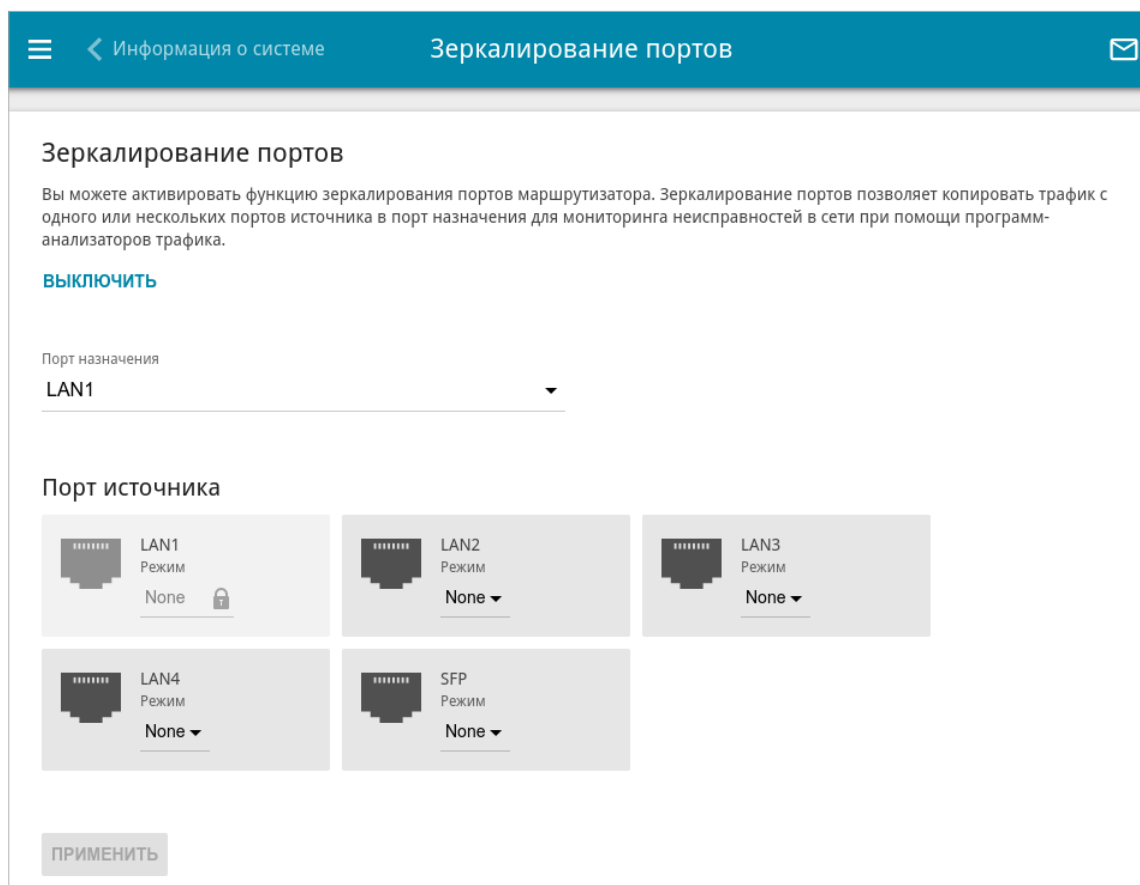 Информация о системе
Зеркалирование портов
Зеркалирование портов
Вы можете активировать функцию зеркалирования портов маршрутизатора. Зеркалирование портов позволяет копировать трафик с
одного или нескольких портов источника в порт назначения для мониторинга неисправностей в сети при помощи программ-
анализаторов трафика.
ВЫКЛЮЧИТЬ
Порт назначения
LAN1
Порт источника
LAN1
Режим
None
LAN2
Режим
None
LAN3
Режим
None
LAN4
Режим
None
SFP
Режим
None
ПРИМЕНИТЬ